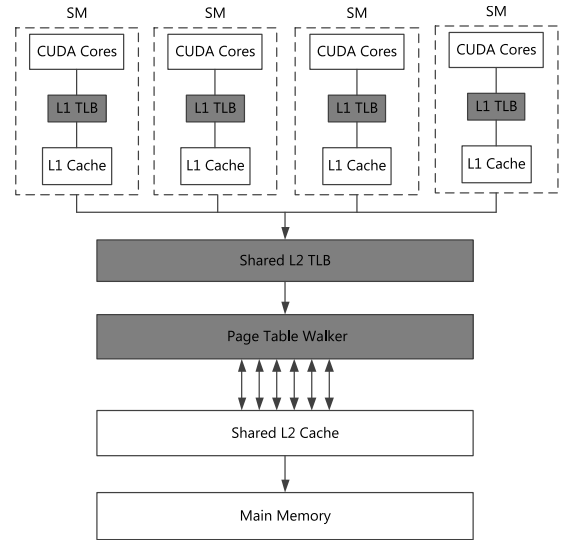 SM
SM
SM
SM
CUDA Cores
CUDA Cores
CUDA Cores
CUDA Cores
L1 TLB
L1 TLB
L1 TLB
L1 TLB
L1 Cache
L1 Cache
L1 Cache
L1 Cache
Shared L2 TLB
Page Table Walker
Shared L2 Cache
Main Memory